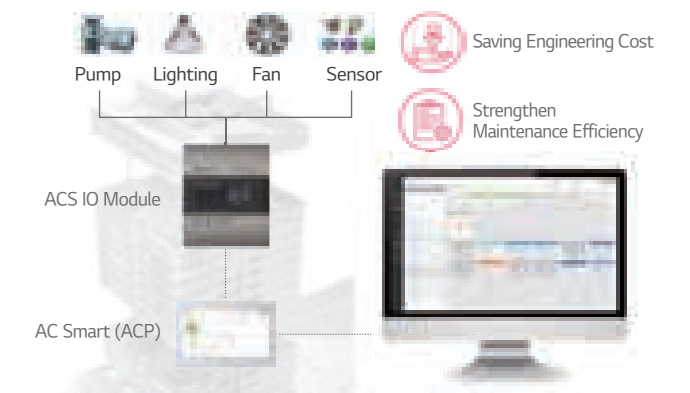 Pump
Lighting
Fan
Sensor
Saving Engineering Cost
Strengthen
Maintenance Efficiency
ACS IO Module
AC Smart (ACP)